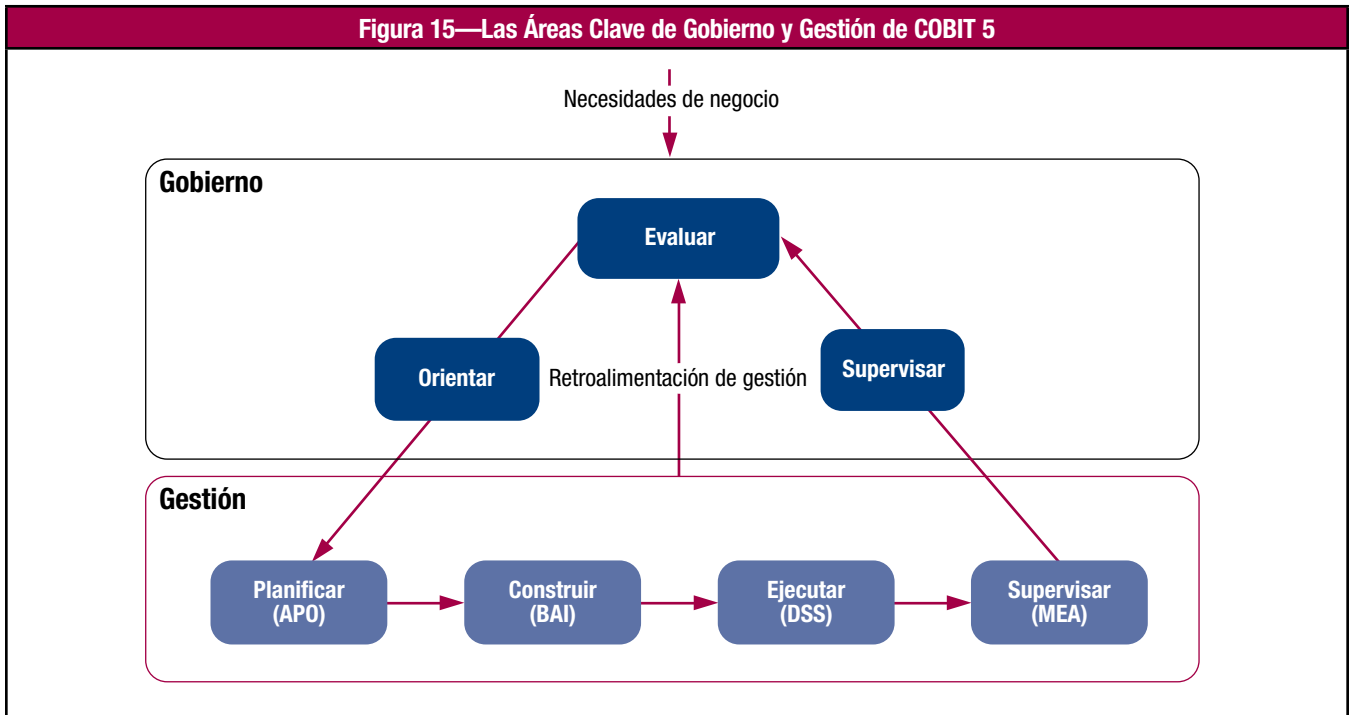 Figura 15—Las Áreas Clave de Gobierno y Gestión de COBIT 5
Necesidades de negocio
Gobierno
Evaluar
Orientar
Retroalimentación de gestión
Supervisar
Gestión
Planificar
(APO)
Construir
(BAI)
Ejecutar
(DSS)
Supervisar
(MEA)